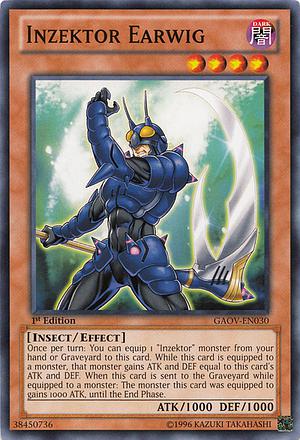 Inzektor Earwig
DARK
闇
1st Edition
GAOV-EN030
[Insect/Effect]
Once per turn: You can equip 1 "Inzektor" monster from your
hand or Graveyard to this card. While this card is equipped to
a monster, that monster gains ATK and DEF equal to this card's
ATK and DEF. When this card is sent to the Graveyard while
equipped to a monster: The monster this card was equipped
to gains 1000 ATK, until the End Phase.
ATK/1000 DEF/1000
38450736
©1996 KAZUKI TAKAHASHI